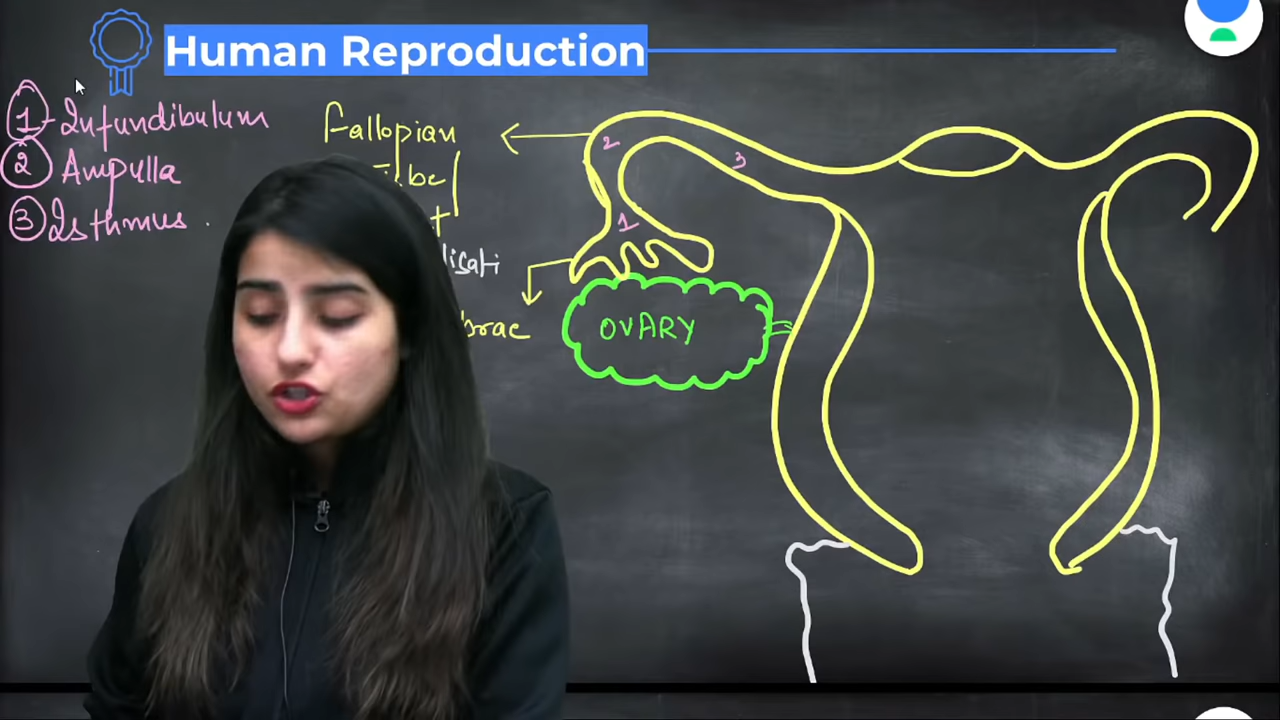 Human Reproduction
1 - Infundibulum
2 Ampulla
3 Isthmus
Fallopian
2
3
1
OVARY